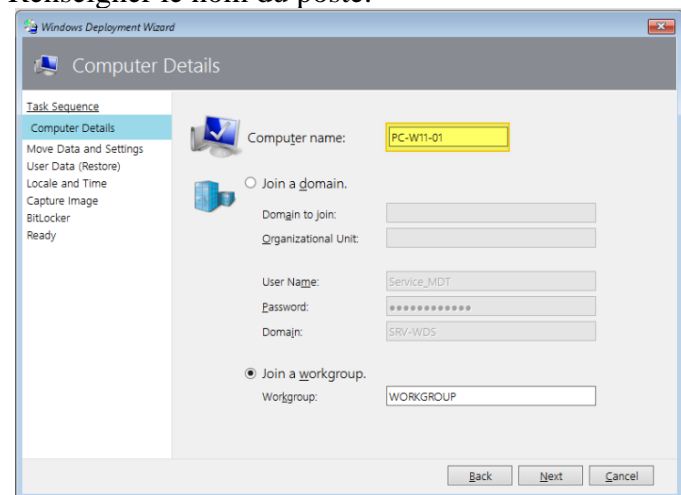 Renseigner le nom du poste.
Windows Deployment Wizard
Computer Details
Task Sequence
Computer Details
Move Data and Settings
User Data (Restore)
Locale and Time
Capture Image
BitLocker
Ready
Computer name: PC-W11-01
Join a domain.
Domain to join:
Organizational Unit:
User Name: Service_MDT
Password: ●●●●●●●●●●●●
Domain: SRV-WDS
Join a workgroup.
Workgroup: WORKGROUP
Back Next Cancel